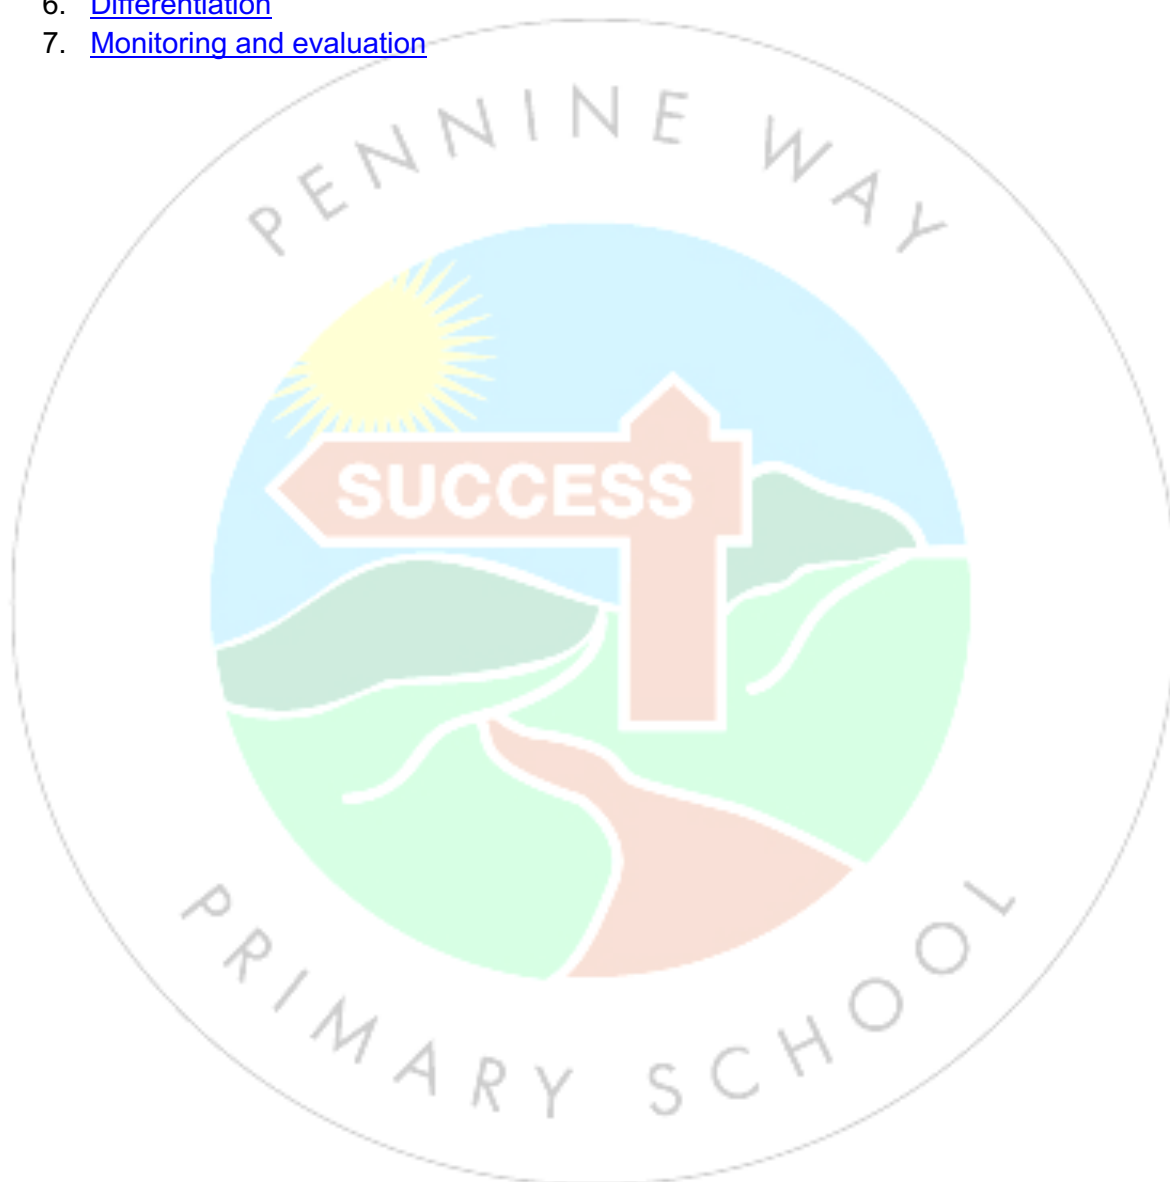 6. Differentiation
7. Monitoring and evaluation
PENNINE WAY
SUCCESS
PRIMARY SCHOOL